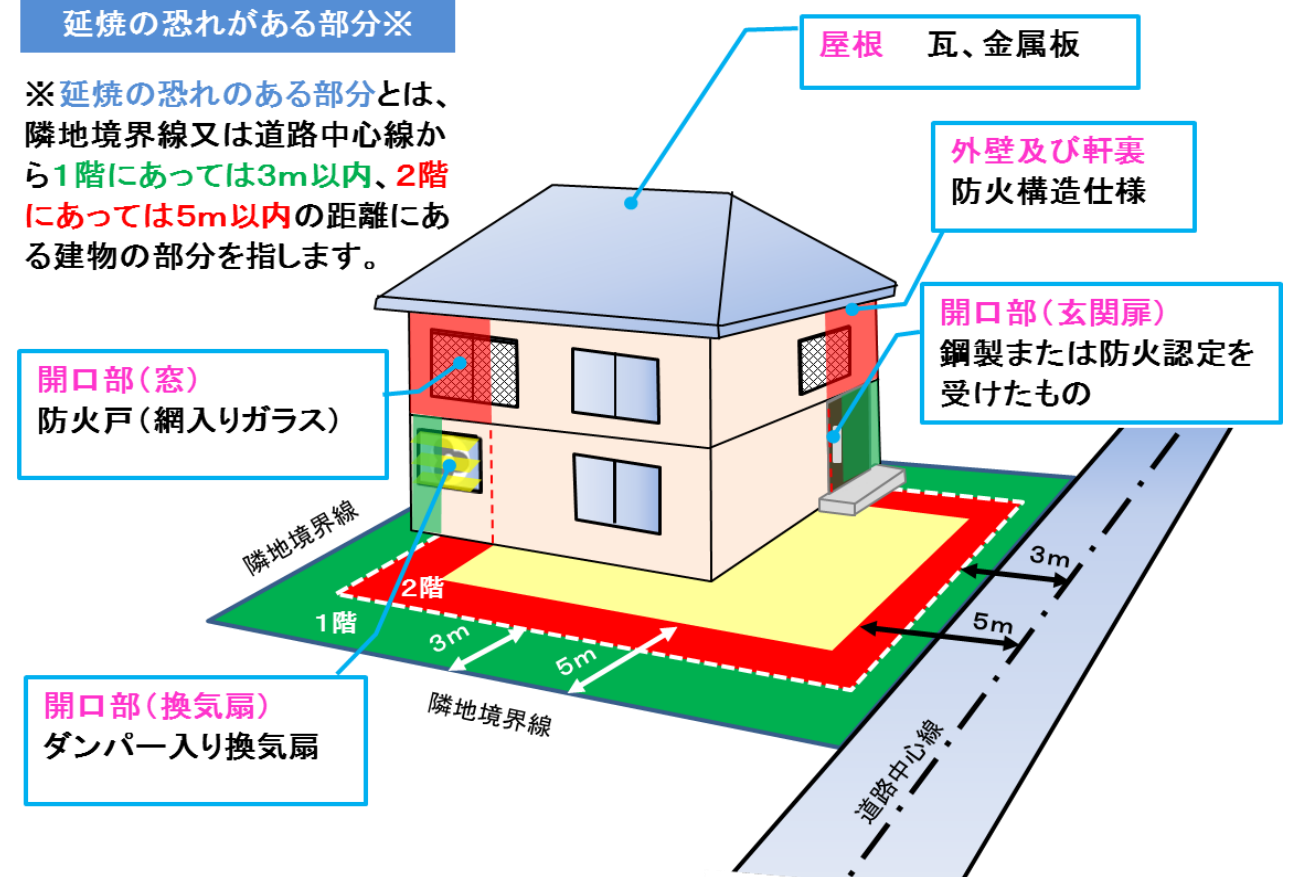 延焼の恐れがある部分※
※延焼の恐れのある部分とは、
隣地境界線又は道路中心線か
ら1階にあっては3m以内、2階
にあっては5m以内の距離にあ
る建物の部分を指します。
屋根　瓦、金属板
外壁及び軒裏
防火構造仕様
開口部（玄関扉）
鋼製または防火認定を
受けたもの
開口部（窓）
防火戸（網入りガラス）
隣地境界線
2階
1階
3m
5m
3m
5m
隣地境界線
道路中心線
開口部（換気扇）
ダンパー入り換気扇